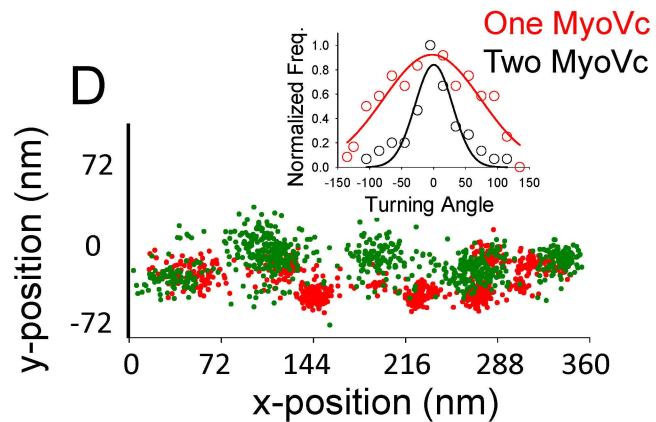 One MyoVc
Two MyoVc
D
Normalized Freq.
1.0
0.8
0.6
0.4
0.2
0.0
-150 -100 -50 0 50 100 150
Turning Angle
y-position (nm)
72
0
-72
0 72 144 216 288 360
x-position (nm)